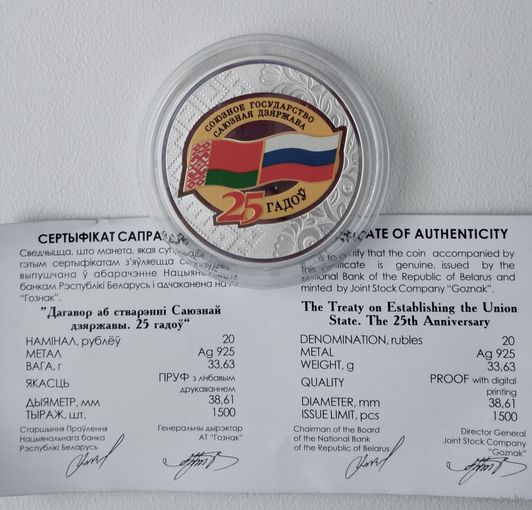 СОЮЗНОЕ ГОСУДАРСТВО
САЮЗНАЯ ДЗЯРЖАВА
25 ГАДОЎ
СЕРТЫФІКАТ
Сведчыцца, што манета, якая
гэтым сертыфікатам з'яўляецца
выпушчана ў абарачэнне
банкам Рэспублікі Беларусь і адчаканена на
"Гознак".
"Дагавор аб стварэнні Саюзнай
дзяржавы. 25 гадоў"
НАМІНАЛ, рублёў 20
МЕТАЛ Ag 925
ВАГА, г 33,63
ЯКАСЦЬ ПРУФ з лічбавым
друкаваннем
ДЫЯМЕТР, мм 38,61
ТЫРАЖ, шт. 1500
Старшыня Праўлення
Нацыянальнага банка
Рэспублікі Беларусь
Генеральны дырэктар
АТ "Гознак"
OF AUTHENTICITY
to certify that the coin accompanied by
this certificate is genuine, issued by the
National Bank of the Republic of Belarus and
minted by Joint Stock Company "Goznak".
The Treaty on Establishing the Union
State. The 25th Anniversary
DENOMINATION, rubles 20
METAL Ag 925
WEIGHT, g 33,63
QUALITY PROOF with digital
printing
DIAMETER, mm 38,61
ISSUE LIMIT, pcs 1500
Chairman of the Board
of the National Bank
of the Republic of Belarus
Director General
Joint Stock Company
"Goznak"